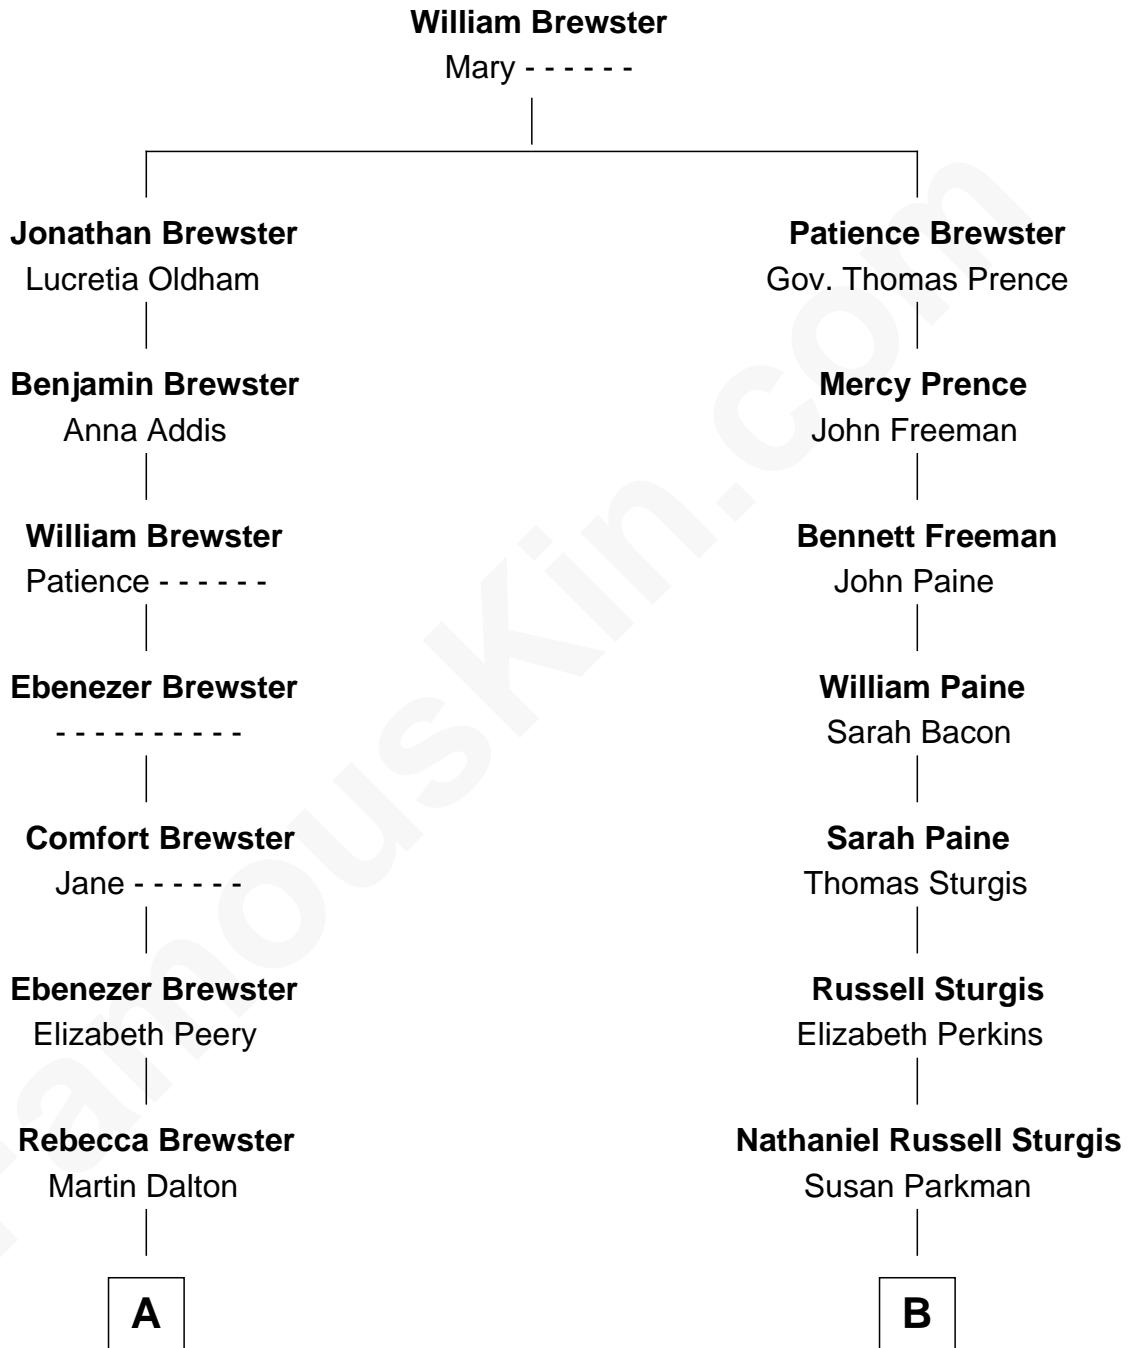 William Brewster
Mary - - - - - -
Jonathan Brewster
Lucretia Oldham
Patience Brewster
Gov. Thomas Prence
Benjamin Brewster
Anna Addis
Mercy Prence
John Freeman
William Brewster
Patience - - - - - -
Bennett Freeman
John Paine
Ebenezer Brewster
- - - - - - - - - -
William Paine
Sarah Bacon
Comfort Brewster
Jane - - - - - -
Sarah Paine
Thomas Sturgis
Ebenezer Brewster
Elizabeth Peery
Russell Sturgis
Elizabeth Perkins
Rebecca Brewster
Martin Dalton
Nathaniel Russell Sturgis
Susan Parkman
A
B
FamousKin.com